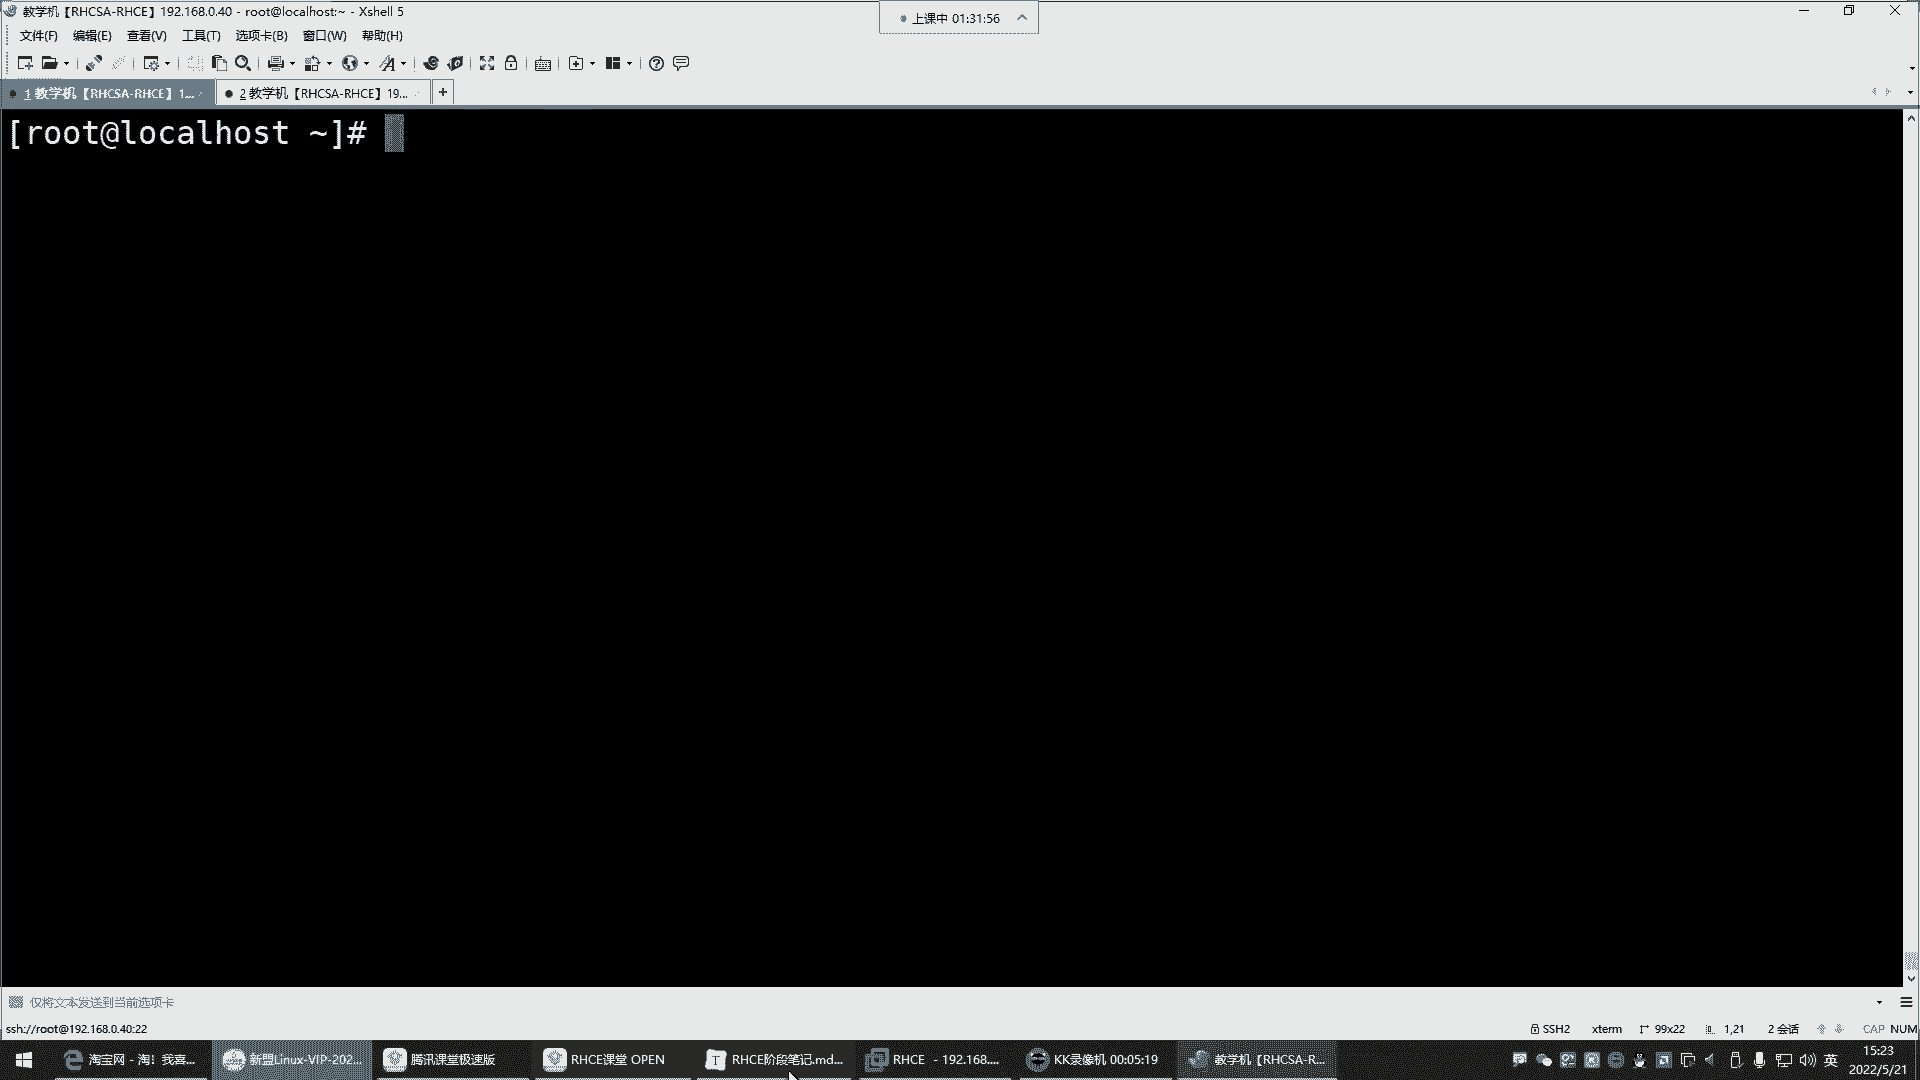 教学机【RHCSA-RHCE】192.168.0.40 - root@localhost:~ - Xshell 5
上课中 01:31:56
文件(F) 编辑(E) 查看(V) 工具(T) 选项卡(B) 窗口(W) 帮助(H)
1 教学机【RHCSA-RHCE】1... 2 教学机【RHCSA-RHCE】19... +
[root@localhost ~]#
仅将文本发送到当前选项卡
ssh://root@192.168.0.40:22 SSH2 xterm 99x22 1,21 2 会话 CAP NUM
淘宝网 - 淘！我喜... 新盟Linux-VIP-202... 腾讯课堂极速版 RHCE课堂 OPEN RHCE阶段笔记.md... RHCE - 192.168.... KK录像机 00:05:19 教学机【RHCSA-R... 英 15:23
2022/5/21